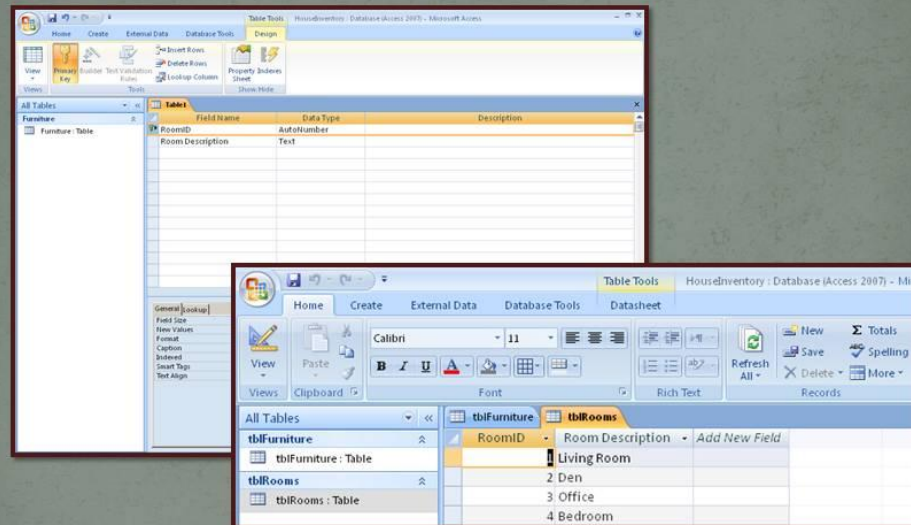 Table Tools HouseInventory : Database (Access 2007) - Microsoft Access
Home Create External Data Database Tools Design
View Primary Key Builder Test Validation Rules Insert Rows Delete Rows Lookup Column Property Sheet Indexes
Views Tools Show/Hide
All Tables Table1
Furniture Field Name Data Type Description
Furniture : Table RoomID AutoNumber
Room Description Text
General Lookup
Field Size
New Values
Format
Caption
Indexed
Smart Tags
Text Align
Table Tools HouseInventory : Database (Access 2007) - Mi
Home Create External Data Database Tools Datasheet
View Paste Calibri 11 Refresh All New Save Delete Totals Spelling More
B I U A
Views Clipboard Font Rich Text Records
All Tables tblFurniture tblRooms
tblFurniture RoomID Room Description Add New Field
tblFurniture : Table 1 Living Room
tblRooms 2 Den
tblRooms : Table 3 Office
4 Bedroom